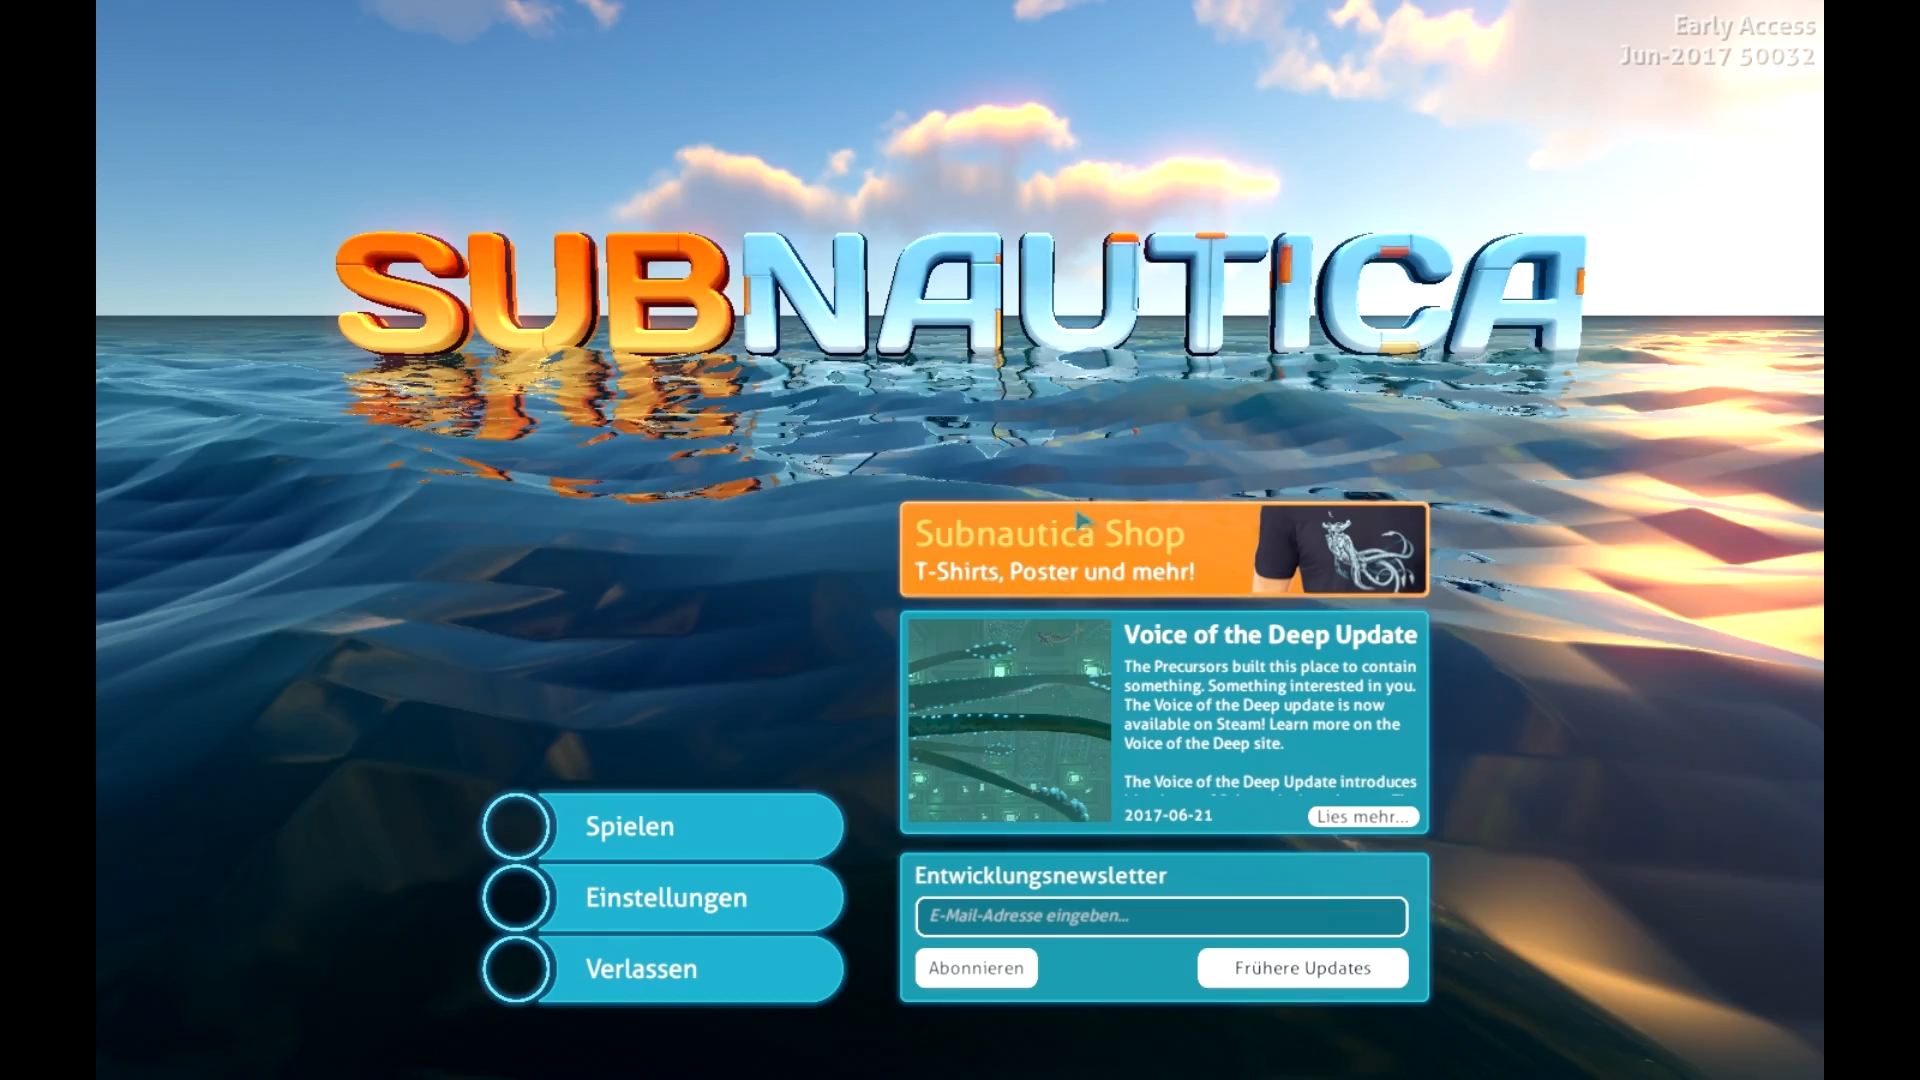 Early Access
Jun-2017 50032
SUBNAUTICA
Subnautica Shop
T-Shirts, Poster und mehr!
Voice of the Deep Update
The Precursors built this place to contain
something. Something interested in you.
The Voice of the Deep update is now
available on Steam! Learn more on the
Voice of the Deep site.
The Voice of the Deep Update introduces
2017-06-21
Lies mehr...
Spielen
Einstellungen
Verlassen
Entwicklungsnewsletter
E-Mail-Adresse eingeben...
Abonnieren
Frühere Updates